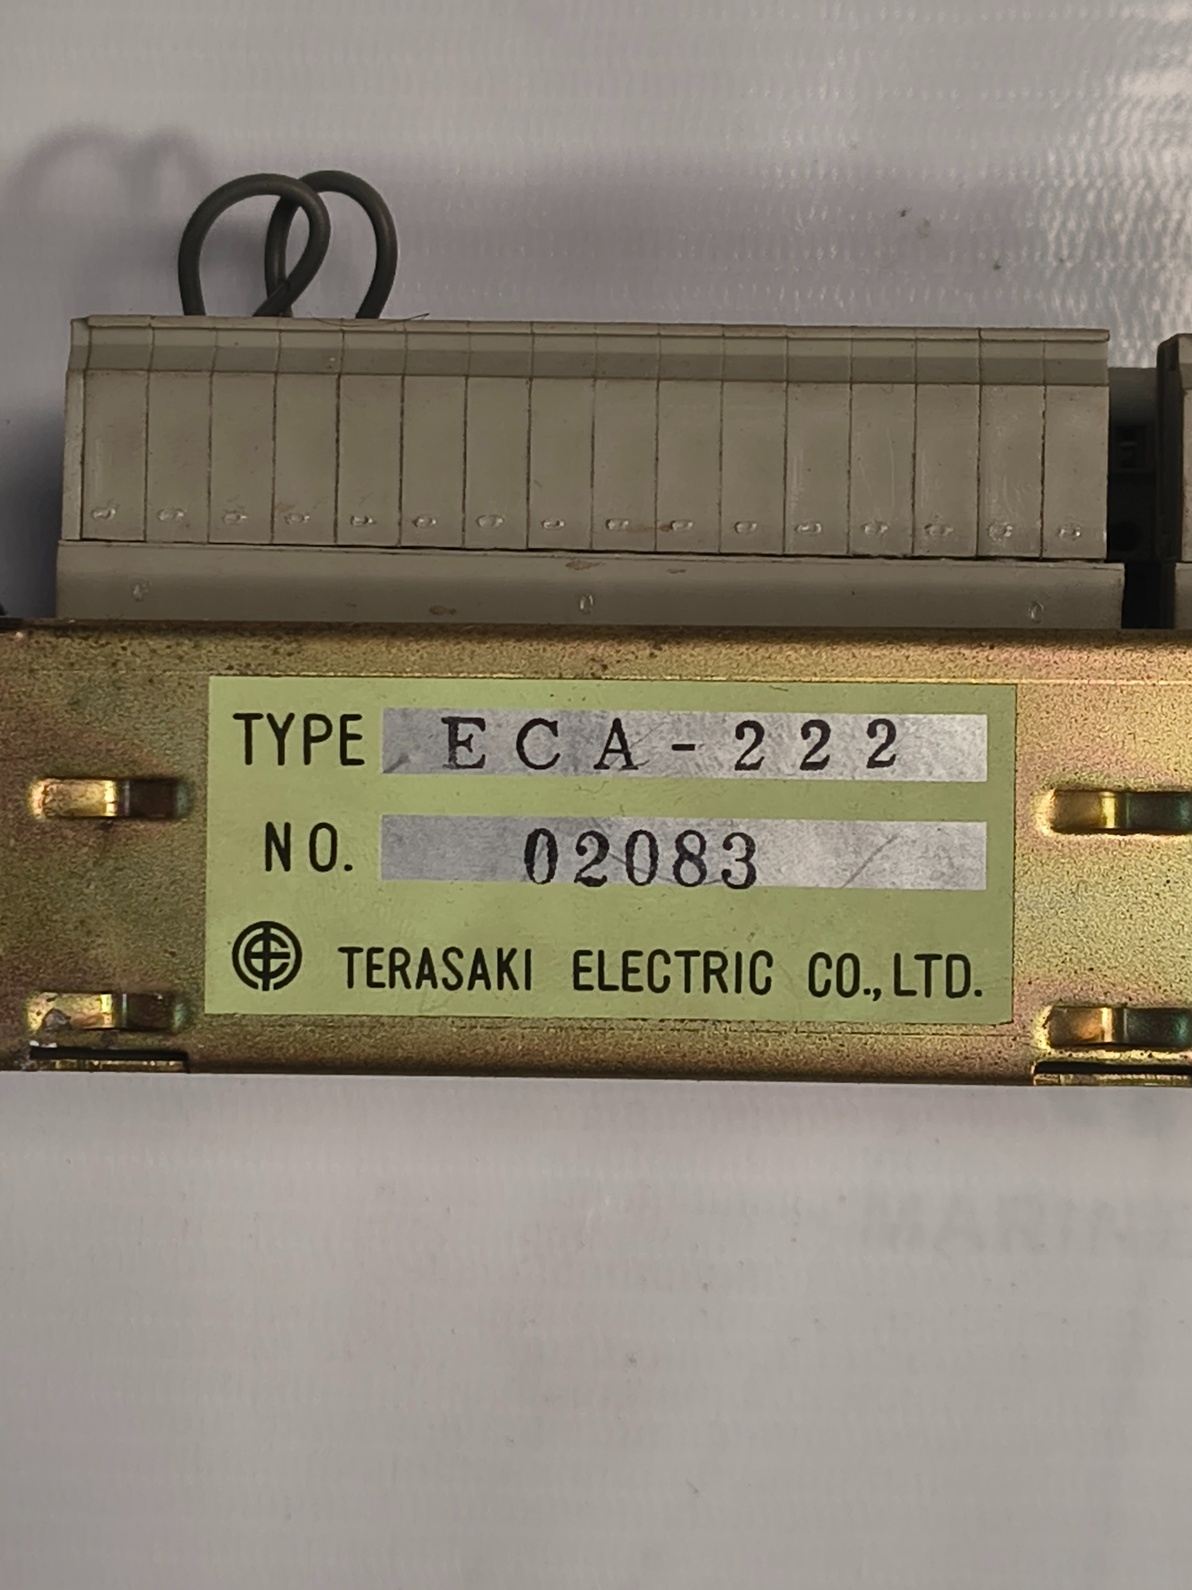 TYPE ECA-222
NO. 02083
TERASAKI ELECTRIC CO., LTD.